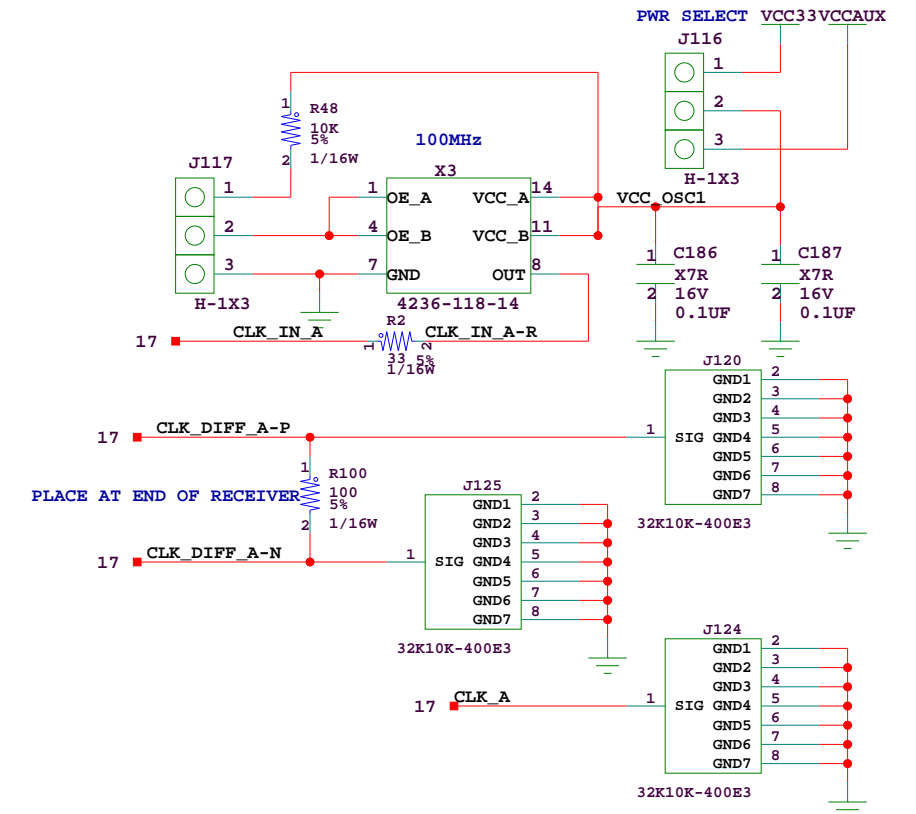 PWR SELECT VCC33 VCCAUX
J116
1
2
3
H-1X3
1
R48
10K
5%
1/16W
2
100MHz
J117
1
2
3
H-1X3
X3
1 OE_A VCC_A 14
4 OE_B VCC_B 11
7 GND OUT 8
4236-118-14
VCC_OSC1
1 C186
X7R
2 16V
0.1UF
1 C187
X7R
2 16V
0.1UF
17 CLK_IN_A
R2
1 2
33 5%
1/16W
CLK_IN_A-R
J120
GND1 2
GND2 3
GND3 4
1 SIG GND4 5
GND5 6
GND6 7
GND7 8
32K10K-400E3
17 CLK_DIFF_A-P
1
R100
100
5%
1/16W
2
PLACE AT END OF RECEIVER
17 CLK_DIFF_A-N
J125
GND1 2
GND2 3
GND3 4
1 SIG GND4 5
GND5 6
GND6 7
GND7 8
32K10K-400E3
17 CLK_A
J124
GND1 2
GND2 3
GND3 4
1 SIG GND4 5
GND5 6
GND6 7
GND7 8
32K10K-400E3